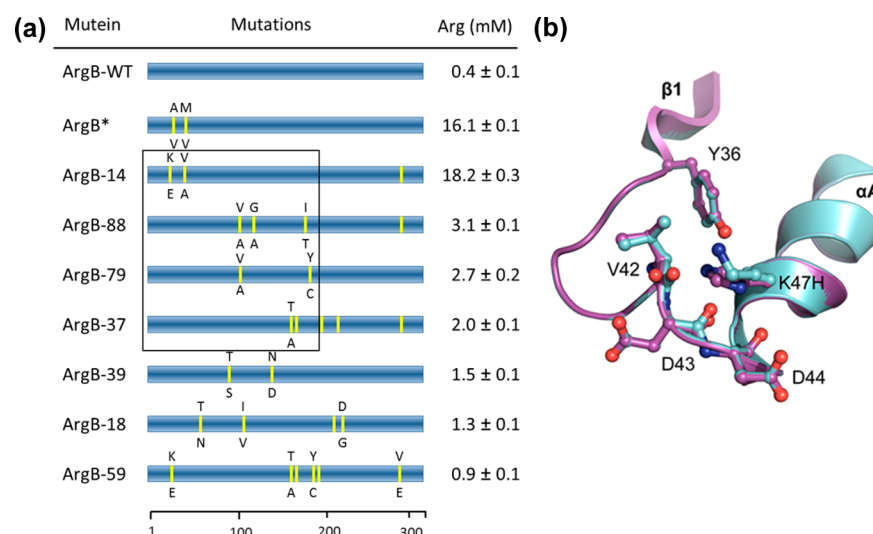 (a)
Mutein Mutations Arg (mM)
ArgB-WT 0.4 ± 0.1
A M
ArgB* 16.1 ± 0.1
V V
K V
ArgB-14 18.2 ± 0.3
E A
V G I
ArgB-88 3.1 ± 0.1
A A T
V Y
ArgB-79 2.7 ± 0.2
A C
T
ArgB-37 2.0 ± 0.1
A
T N
ArgB-39 1.5 ± 0.1
S D
T I D
ArgB-18 1.3 ± 0.1
N V G
K T Y V
ArgB-59 0.9 ± 0.1
E A C E
1 100 200 300
(b)
β1
Y36
αA
V42
K47H
D43
D44